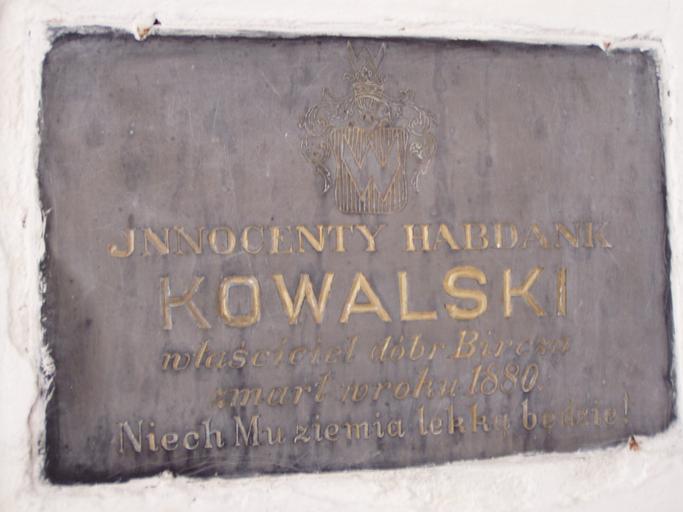 JNNOCENTY HABDANK
KOWALSKI
właściciel dóbr Bircza
zmarł w roku 1880.
Niech Mu ziemia lekką będzie!